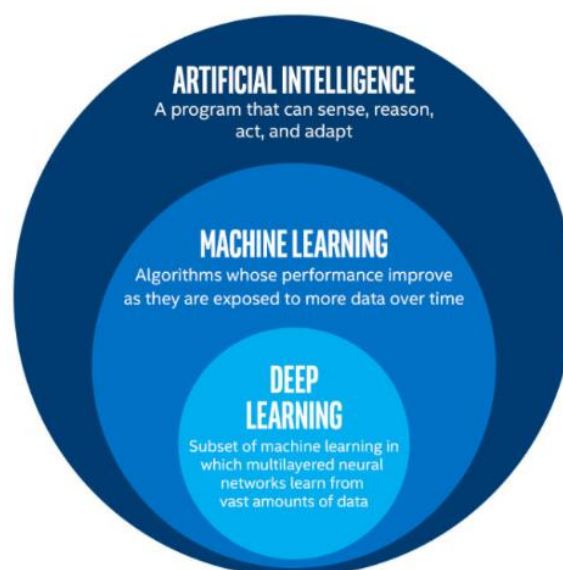 ARTIFICIAL INTELLIGENCE
A program that can sense, reason,
act, and adapt
MACHINE LEARNING
Algorithms whose performance improve
as they are exposed to more data over time
DEEP
LEARNING
Subset of machine learning in
which multilayered neural
networks learn from
vast amounts of data